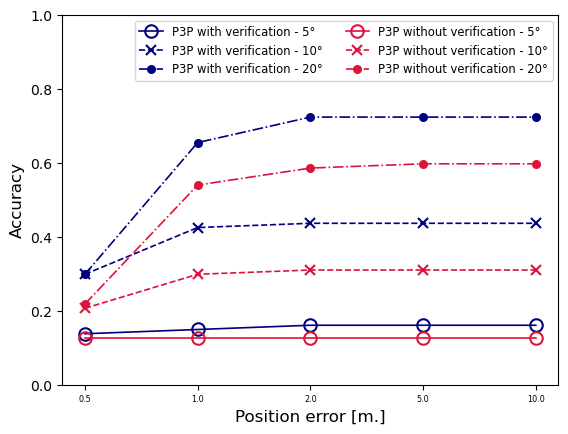 P3P with verification - 5°
P3P with verification - 10°
P3P with verification - 20°
P3P without verification - 5°
P3P without verification - 10°
P3P without verification - 20°
1.0
0.8
0.6
0.4
0.2
0.0
Accuracy
0.5 1.0 2.0 5.0 10.0
Position error [m.]